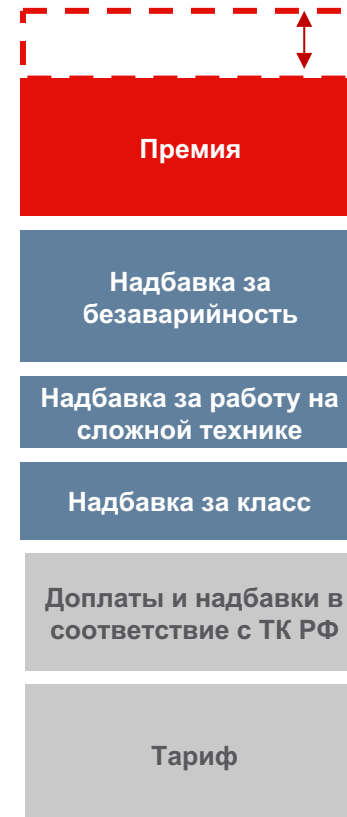 Премия
Надбавка за
безаварийность
Надбавка за работу на
сложной технике
Надбавка за класс
Доплаты и надбавки в
соответствие с ТК РФ
Тариф